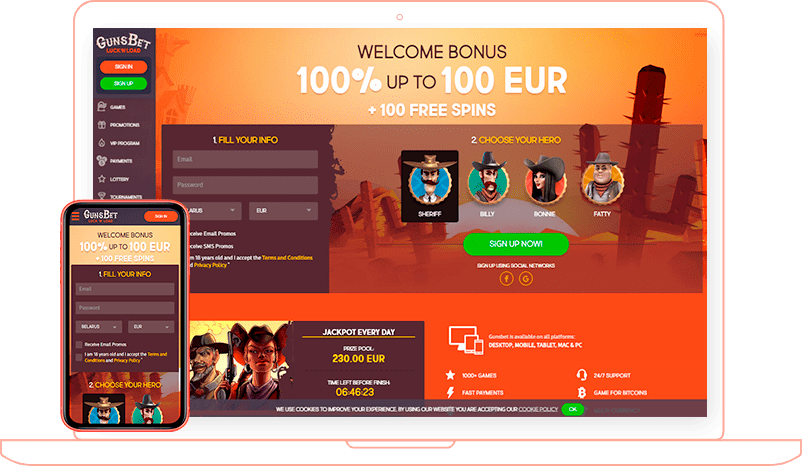 GUNSBET
LUCK'N'LOAD
SIGN IN
SIGN UP
GAMES
PROMOTIONS
VIP PROGRAM
PAYMENTS
LOTTERY
TOURNAMENTS
WELCOME BONUS
100% UP TO 100 EUR
+ 100 FREE SPINS
1. FILL YOUR INFO
Email
Password
LARUS
EUR
eceive Email Promos
eceive SMS Promos
am 18 years old and I accept the Terms and Conditions
nd Privacy Policy *
2. CHOOSE YOUR HERO
SHERIFF BILLY BONNIE FATTY
SIGN UP NOW!
SIGN UP USING SOCIAL NETWORKS
f G
JACKPOT EVERY DAY
PRIZE POOL:
230.00 EUR
TIME LEFT BEFORE FINISH:
06:46:23
Gunsbet is available on all platforms:
DESKTOP, MOBILE, TABLET, MAC & PC
1000+ GAMES
24/7 SUPPORT
FAST PAYMENTS
GAME FOR BITCOINS
WE USE COOKIES TO IMPROVE YOUR EXPERIENCE. BY USING OUR WEBSITE YOU ARE ACCEPTING OUR COOKIE POLICY
OK
GUNSBET
LUCK'N'LOAD
SIGN IN
WELCOME BONUS
100% UP TO 100 EUR
+ 100 FREE SPINS
1. FILL YOUR INFO
Email
Password
BELARUS
EUR
Receive Email Promos
I am 18 years old and I accept the Terms
and Conditions and Privacy Policy *
2. CHOOSE YOUR HERO